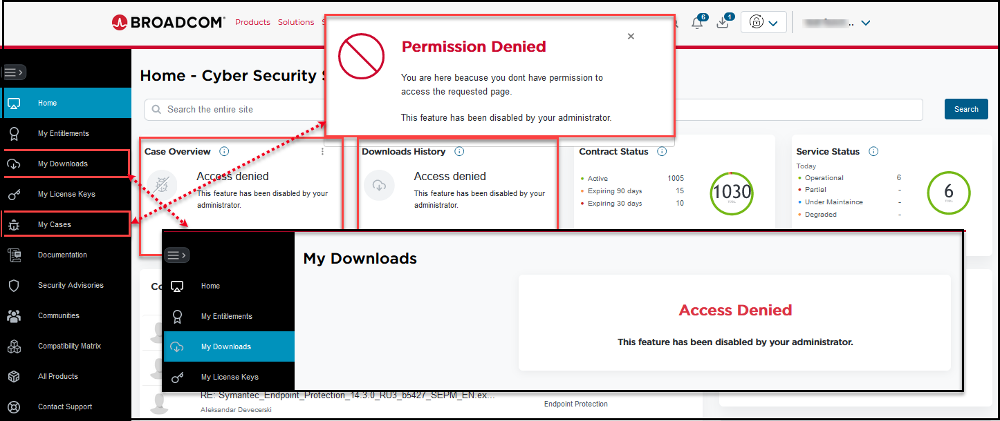 BROADCOM
Products Solutions
6
1
Permission Denied
You are here beacuse you dont have permission to
access the requested page.
This feature has been disabled by your administrator.
Home - Cyber Security
Search the entire site
Search
Home
My Entitlements
My Downloads
My License Keys
My Cases
Documentation
Security Advisories
Communities
Compatibility Matrix
All Products
Contact Support
Case Overview
Access denied
This feature has been disabled by your
administrator.
Downloads History
Access denied
This feature has been disabled by your
administrator.
Contract Status
Active 1005
Expiring 90 days 15
Expiring 30 days 10
1030
TOTAL
Service Status
Today
Operational 6
Partial -
Under Maintaince -
Degraded -
6
TOTAL
Home
My Entitlements
My Downloads
My License Keys
My Downloads
Access Denied
This feature has been disabled by your administrator.
RE: Symantec_Endpoint_Protection_14.3.0_RU3_b5427_SEPM_EN.ex...
Aleksandar Devecerski
Endpoint Protection